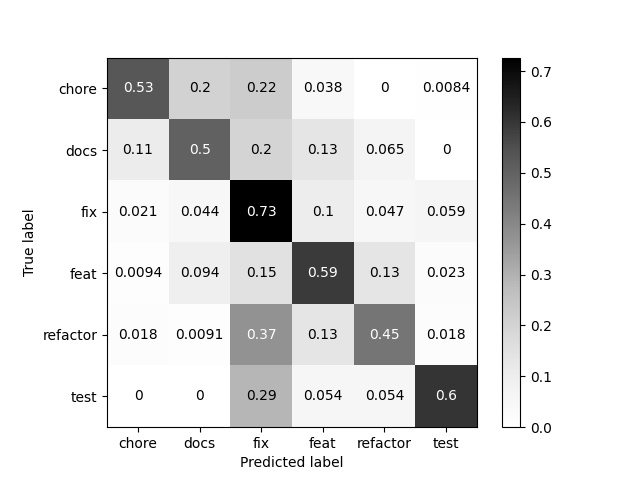 chore 0.53 0.2 0.22 0.038 0 0.0084
docs 0.11 0.5 0.2 0.13 0.065 0
fix 0.021 0.044 0.73 0.1 0.047 0.059
feat 0.0094 0.094 0.15 0.59 0.13 0.023
refactor 0.018 0.0091 0.37 0.13 0.45 0.018
test 0 0 0.29 0.054 0.054 0.6
chore docs fix feat refactor test
Predicted label
True label
0.7
0.6
0.5
0.4
0.3
0.2
0.1
0.0